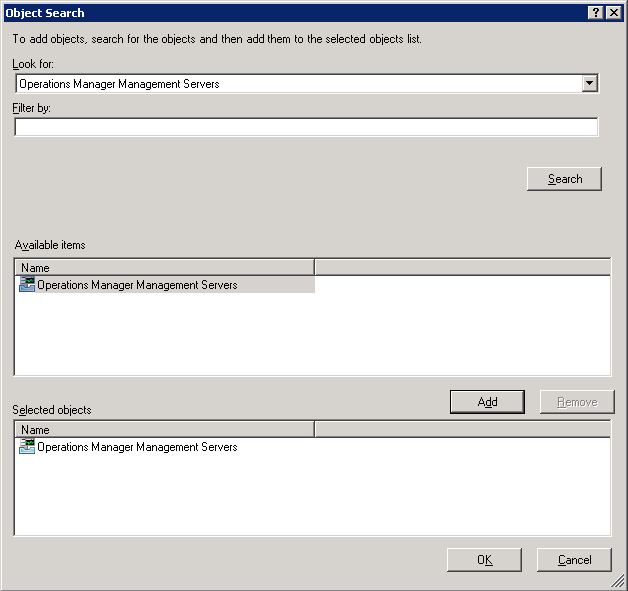 Object Search
To add objects, search for the objects and then add them to the selected objects list.
Look for:
Operations Manager Management Servers
Filter by:
Search
Available items
Name
Operations Manager Management Servers
Add Remove
Selected objects
Name
Operations Manager Management Servers
OK Cancel